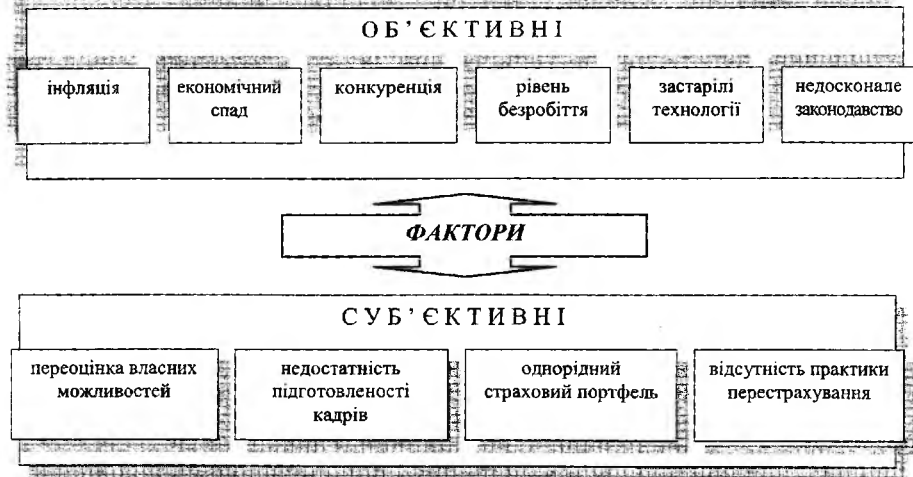 ОБ’ЄКТИВНІ
інфляція
економічний
спад
конкуренція
рівень
безробіття
застарілі
технології
недосконале
законодавство
ФАКТОРИ
СУБ’ЄКТИВНІ
переоцінка власних
можливостей
недостатність
підготовленості
кадрів
однорідний
страховий портфель
відсутність практики
перестрахування